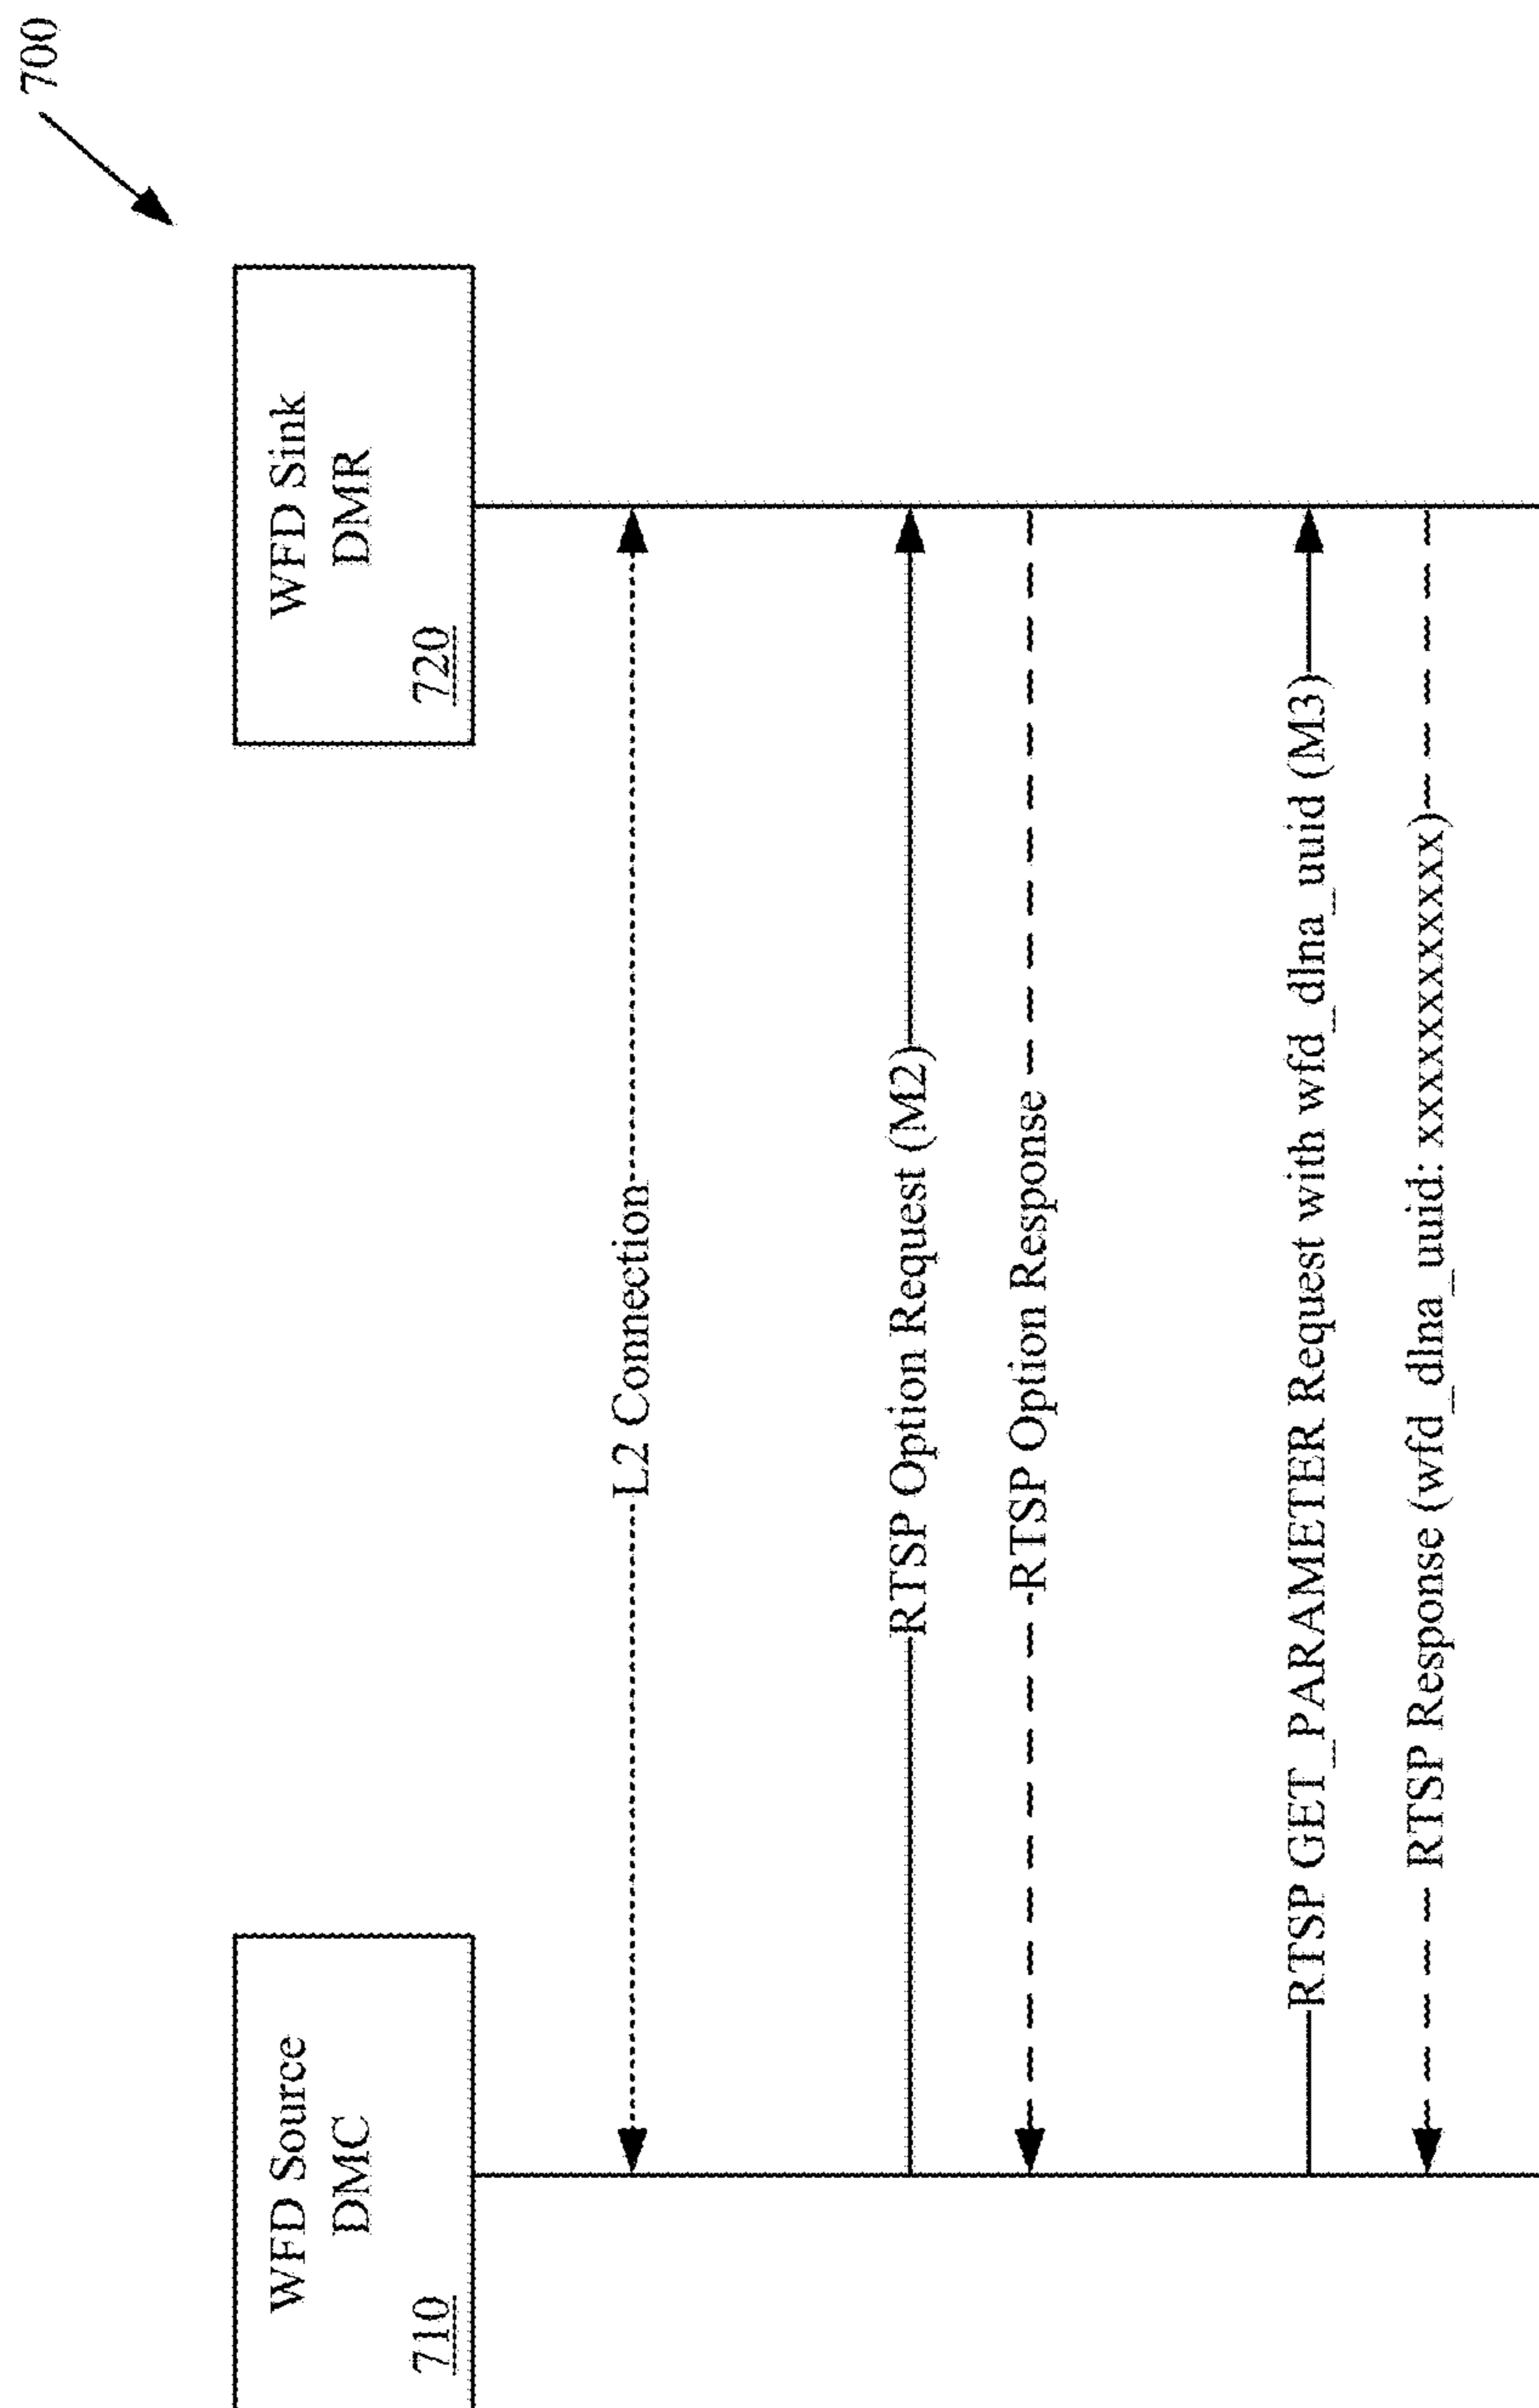 700
WFD Source
DMC
710
WFD Sink
DMR
720
L2 Connection
RTSP Option Request (M2)
RTSP Option Response
RTSP GET_PARAMETER Request with wfd_dlna_uuid (M3)
RTSP Response (wfd_dlna_uuid: xxxxxxxxxxxx)